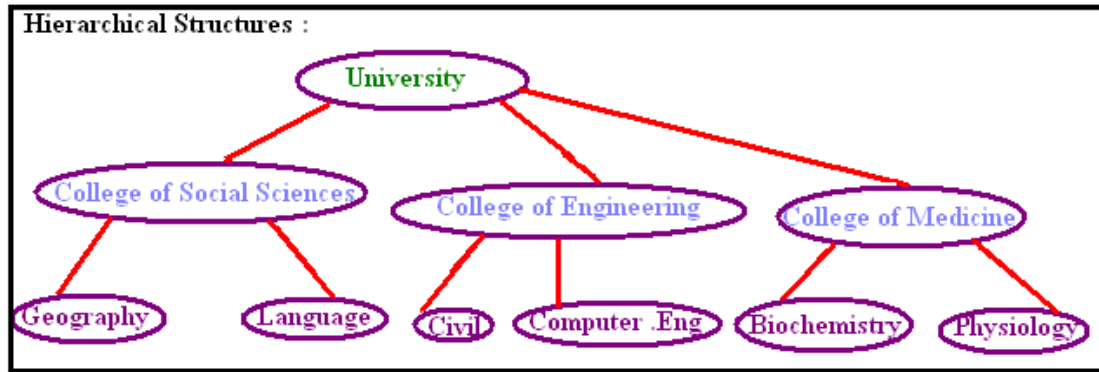 Hierarchical Structures :
University
College of Social Sciences
College of Engineering
College of Medicine
Geography
Language
Civil
Computer .Eng
Biochemistry
Physiology